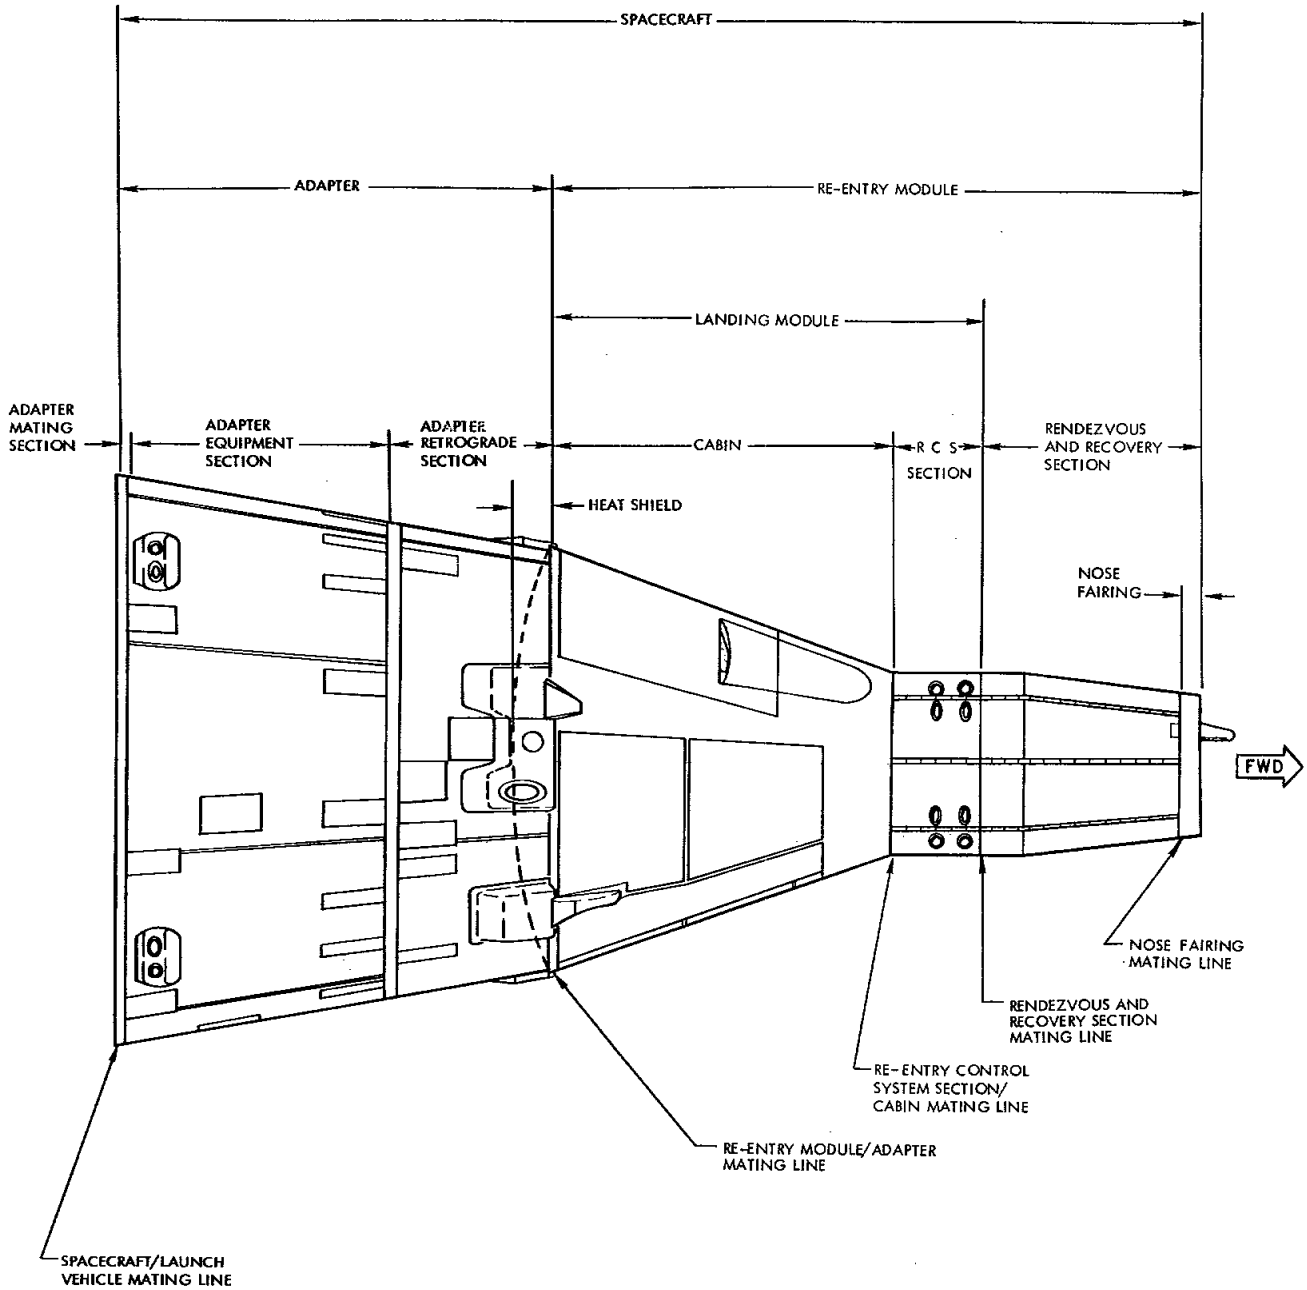 SPACECRAFT
ADAPTER
RE-ENTRY MODULE
LANDING MODULE
ADAPTER
MATING
SECTION
ADAPTER
EQUIPMENT
SECTION
ADAPTER
RETROGRADE
SECTION
CABIN
R C S
SECTION
RENDEZVOUS
AND RECOVERY
SECTION
HEAT SHIELD
NOSE
FAIRING
FWD
NOSE FAIRING
MATING LINE
RENDEZVOUS AND
RECOVERY SECTION
MATING LINE
RE-ENTRY CONTROL
SYSTEM SECTION/
CABIN MATING LINE
RE-ENTRY MODULE/ADAPTER
MATING LINE
SPACECRAFT/LAUNCH
VEHICLE MATING LINE